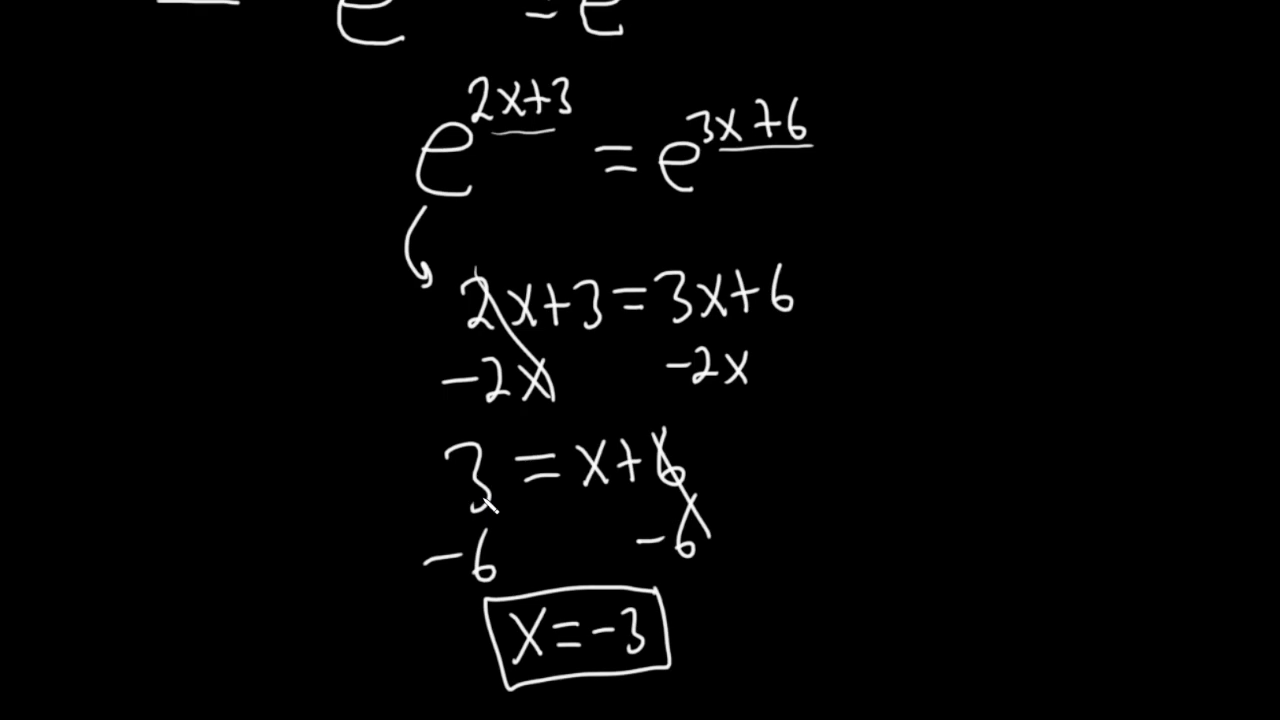 e = e
e^{2x+3} = e^{3x+6}
2x+3=3x+6
-2x -2x
3 = x+6
-6 -6
x=-3